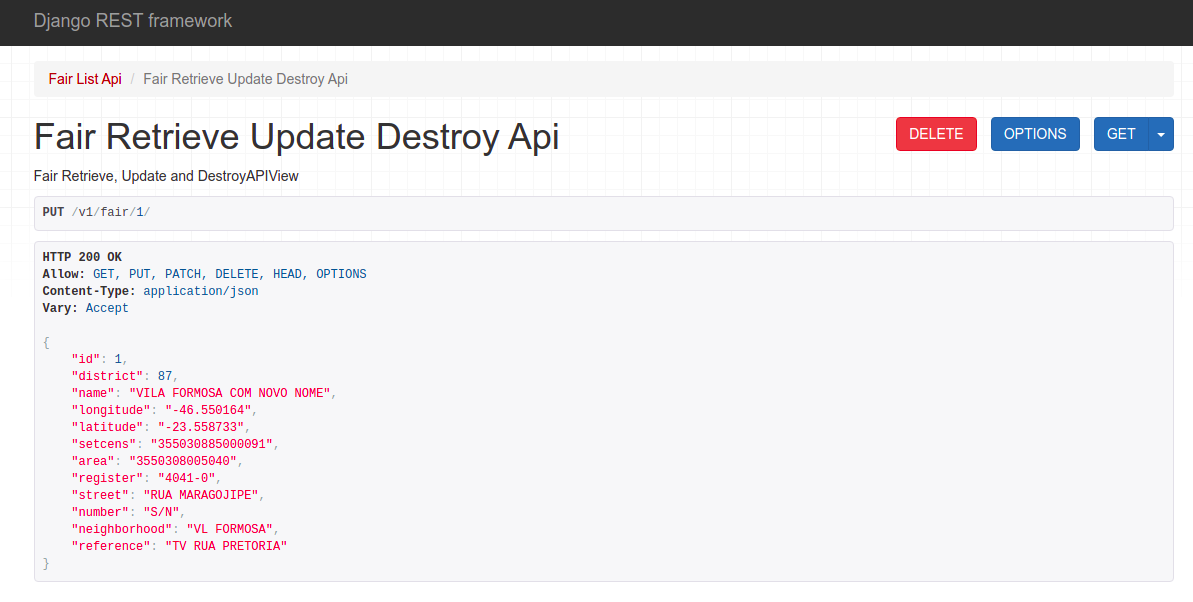 Django REST framework
Fair List Api / Fair Retrieve Update Destroy Api
Fair Retrieve Update Destroy Api
DELETE OPTIONS GET
Fair Retrieve, Update and DestroyAPIView
PUT /v1/fair/1/
HTTP 200 OK
Allow: GET, PUT, PATCH, DELETE, HEAD, OPTIONS
Content-Type: application/json
Vary: Accept
{
    "id": 1,
    "district": 87,
    "name": "VILA FORMOSA COM NOVO NOME",
    "longitude": "-46.550164",
    "latitude": "-23.558733",
    "setcens": "355030885000091",
    "area": "3550308005040",
    "register": "4041-0",
    "street": "RUA MARAGOJIPE",
    "number": "S/N",
    "neighborhood": "VL FORMOSA",
    "reference": "TV RUA PRETORIA"
}